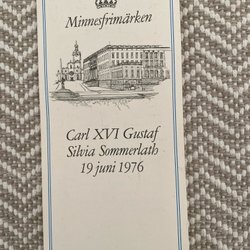 Minnesfrimärken
Carl XVI Gustaf
Silvia Sommerlath
19 juni 1976